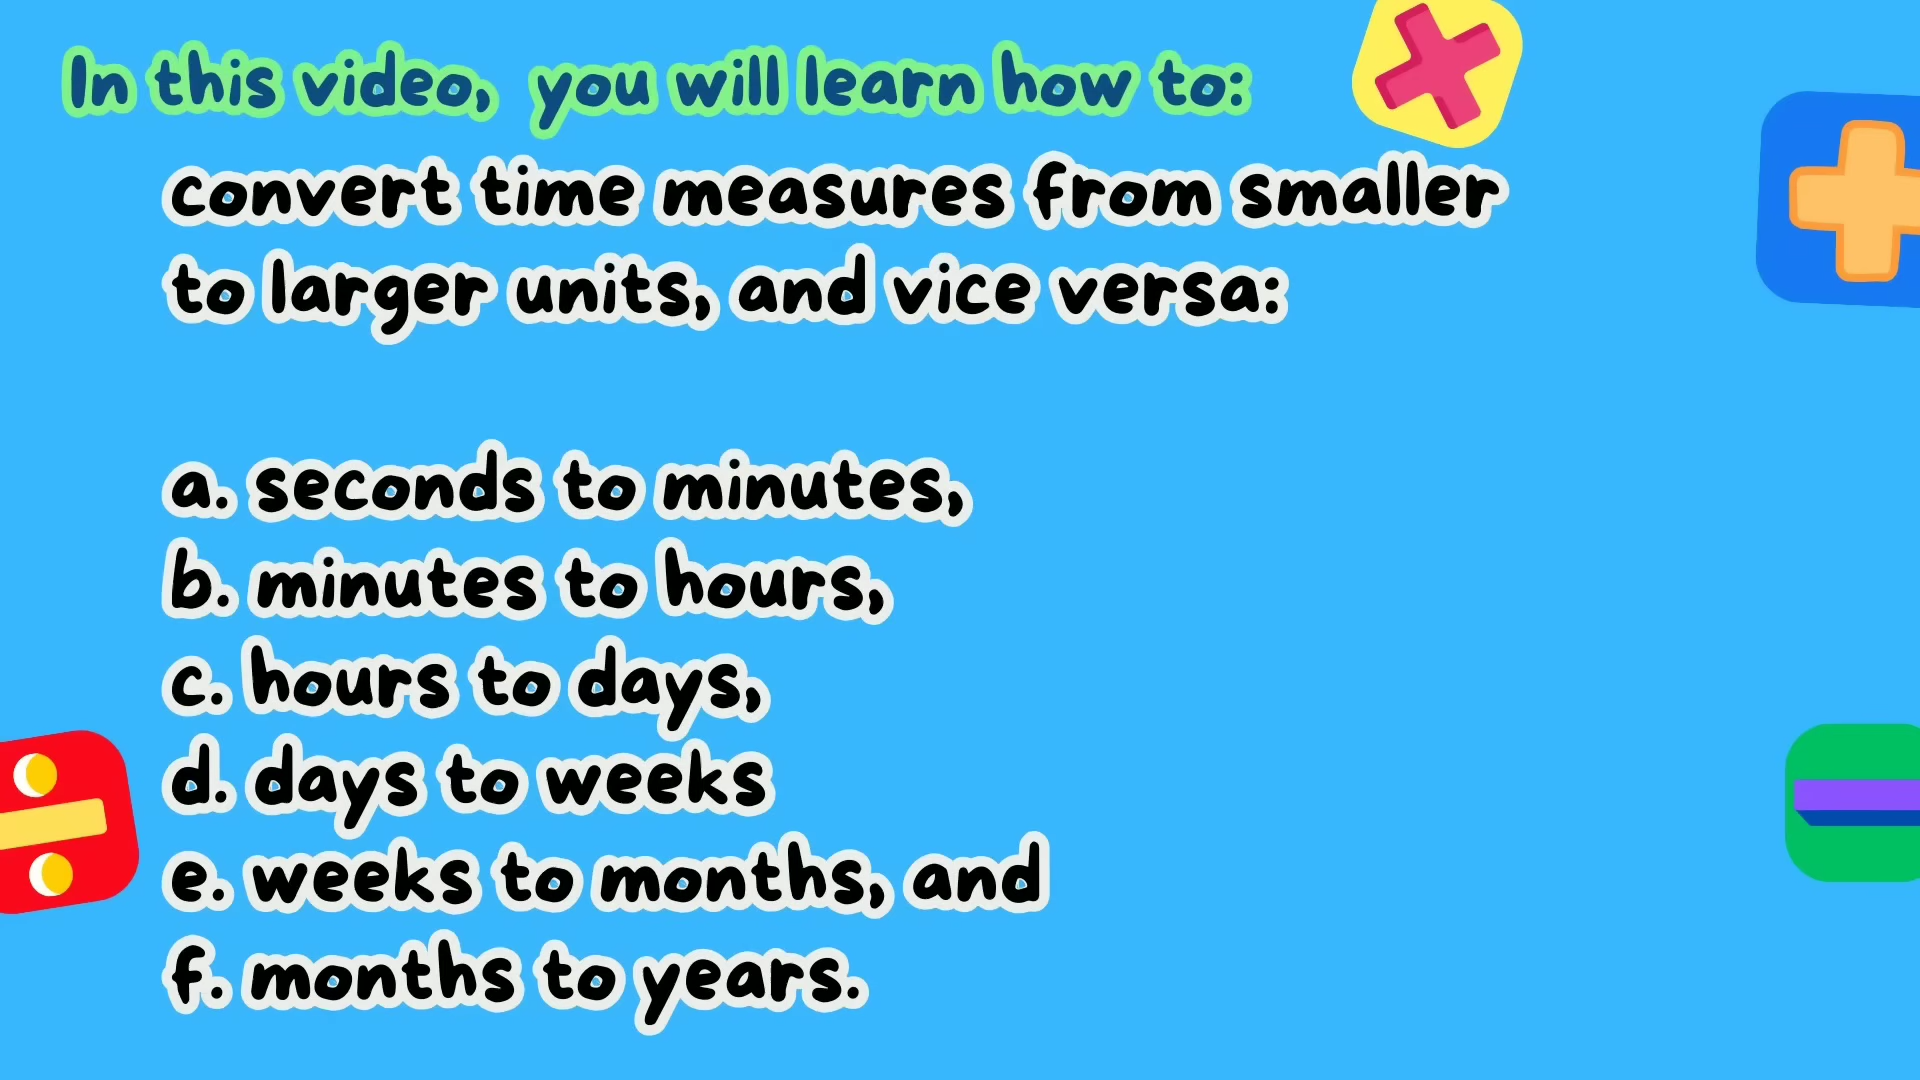 In this video, you will learn how to:
convert time measures from smaller
to larger units, and vice versa:
a. seconds to minutes,
b. minutes to hours,
c. hours to days,
d. days to weeks
e. weeks to months, and
f. months to years.